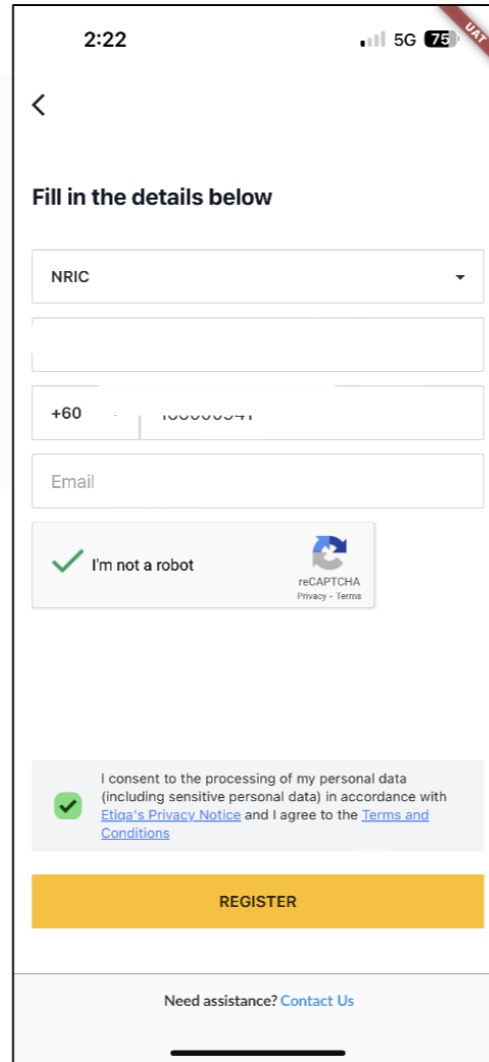 2:22
5G 75
UAT
Fill in the details below
NRIC
+60
Email
I'm not a robot
reCAPTCHA
Privacy - Terms
I consent to the processing of my personal data
(including sensitive personal data) in accordance with
Etiqa's Privacy Notice and I agree to the Terms and
Conditions
REGISTER
Need assistance? Contact Us